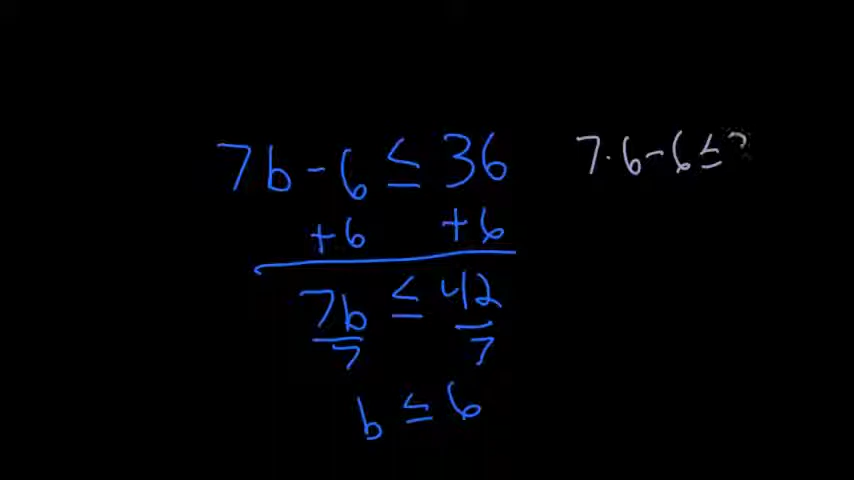 7b - 6 ≤ 36
+6 +6
7b ≤ 42
7 7
b ≤ 6
7 · 6 - 6 ≤